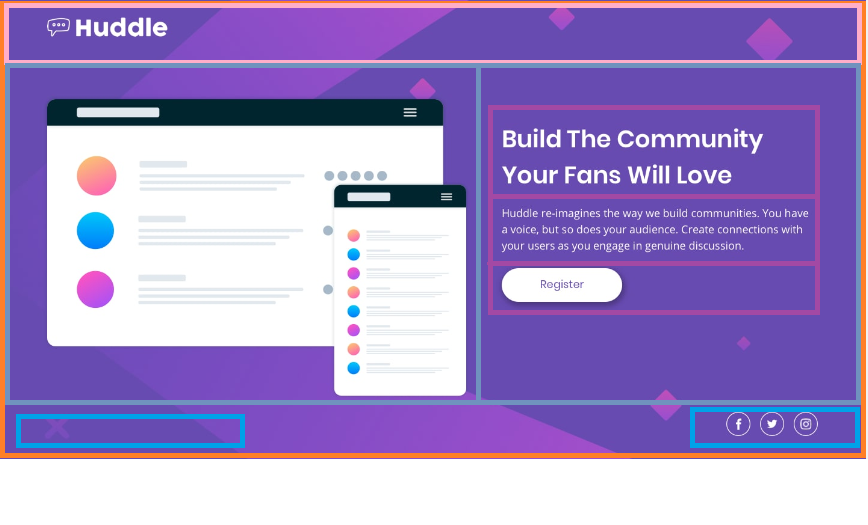 Huddle
Build The Community
Your Fans Will Love
Huddle re-imagines the way we build communities. You have
a voice, but so does your audience. Create connections with
your users as you engage in genuine discussion.
Register